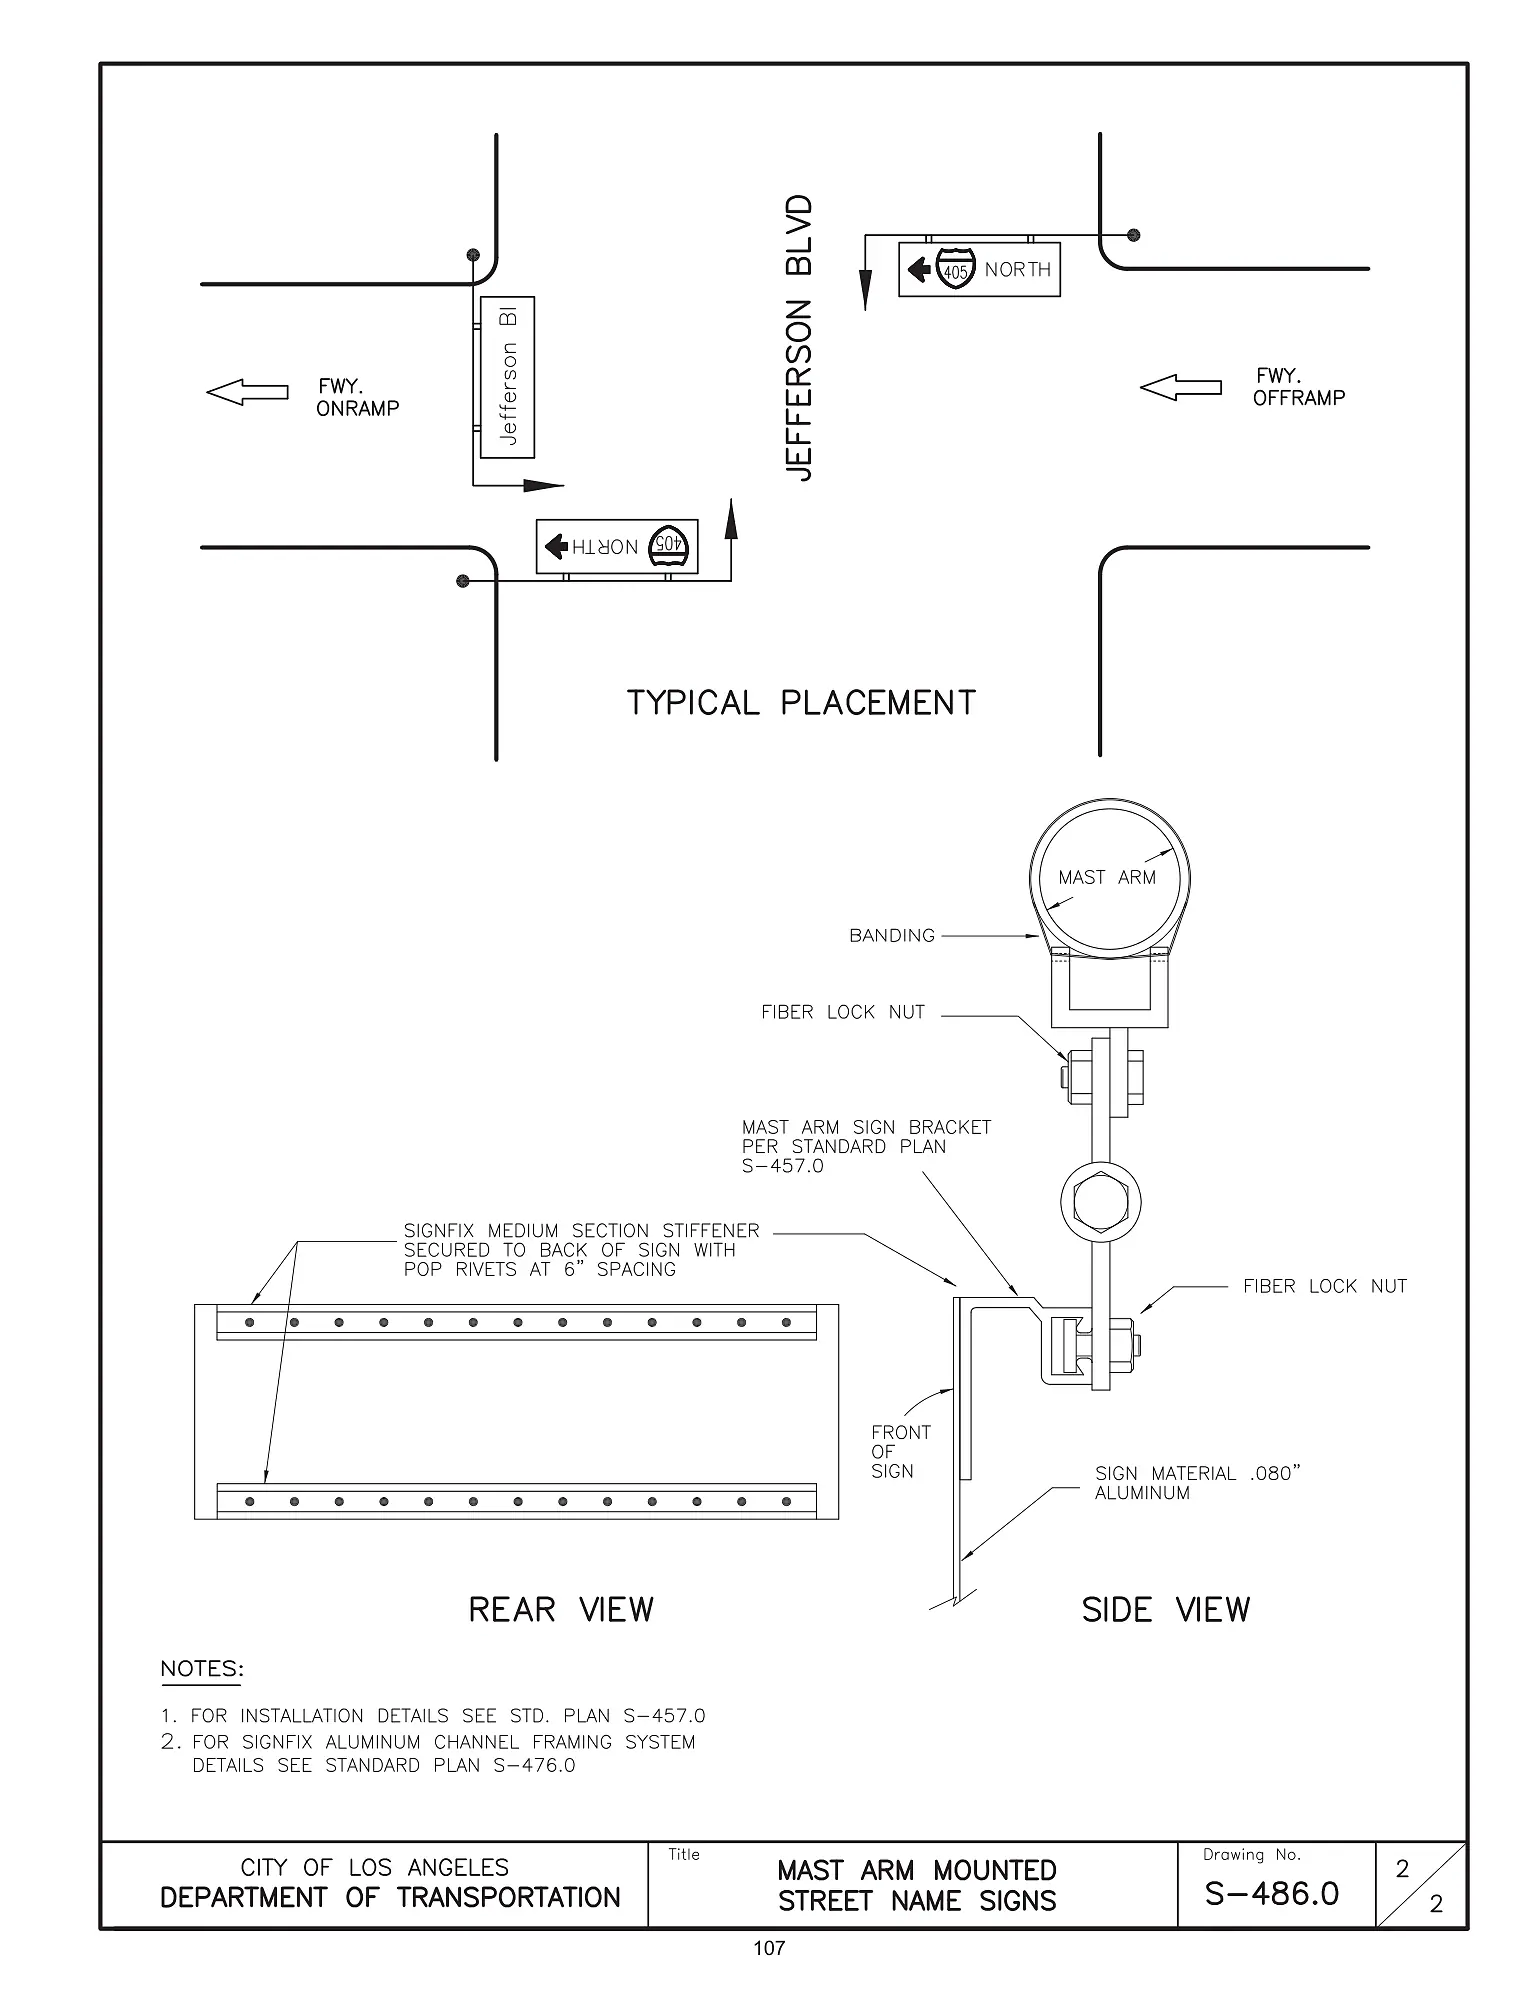 JEFFERSON BLVD
405 NORTH
Jefferson Bl
FWY.
ONRAMP
FWY.
OFFRAMP
NORTH 405
TYPICAL PLACEMENT
MAST ARM
BANDING
FIBER LOCK NUT
MAST ARM SIGN BRACKET
PER STANDARD PLAN
S-457.0
SIGNFIX MEDIUM SECTION STIFFENER
SECURED TO BACK OF SIGN WITH
POP RIVETS AT 6" SPACING
FIBER LOCK NUT
FRONT
OF
SIGN
SIGN MATERIAL .080"
ALUMINUM
REAR VIEW
SIDE VIEW
NOTES:
1. FOR INSTALLATION DETAILS SEE STD. PLAN S-457.0
2. FOR SIGNFIX ALUMINUM CHANNEL FRAMING SYSTEM
DETAILS SEE STANDARD PLAN S-476.0
CITY OF LOS ANGELES
DEPARTMENT OF TRANSPORTATION
Title
MAST ARM MOUNTED
STREET NAME SIGNS
Drawing No.
S-486.0
2
2
107